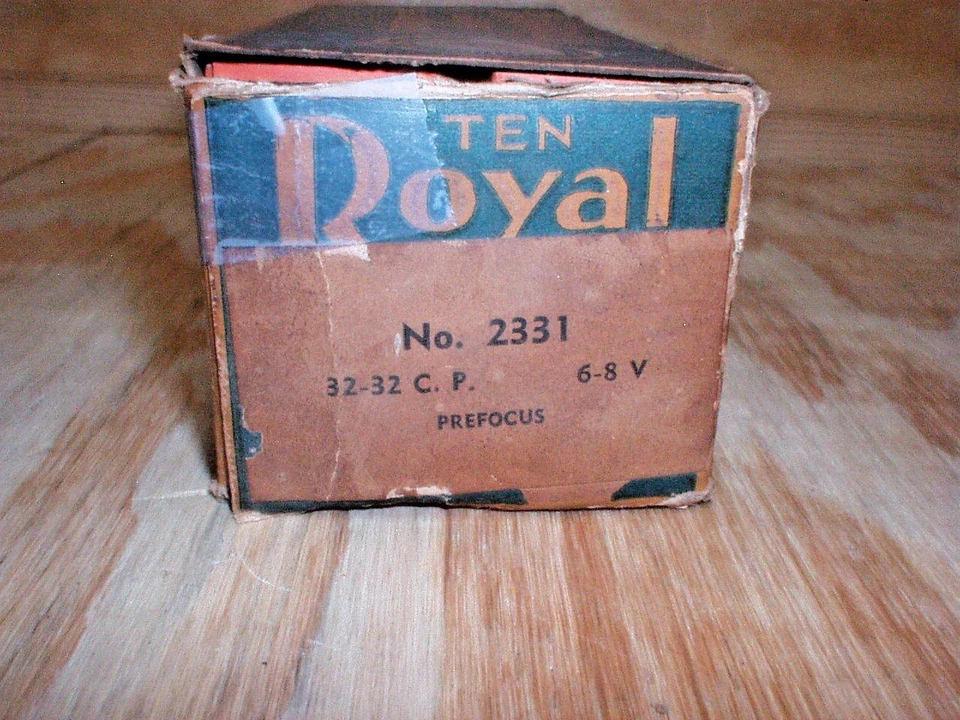 TEN
Royal
No. 2331
32-32 C. P. 6-8 V
PREFOCUS